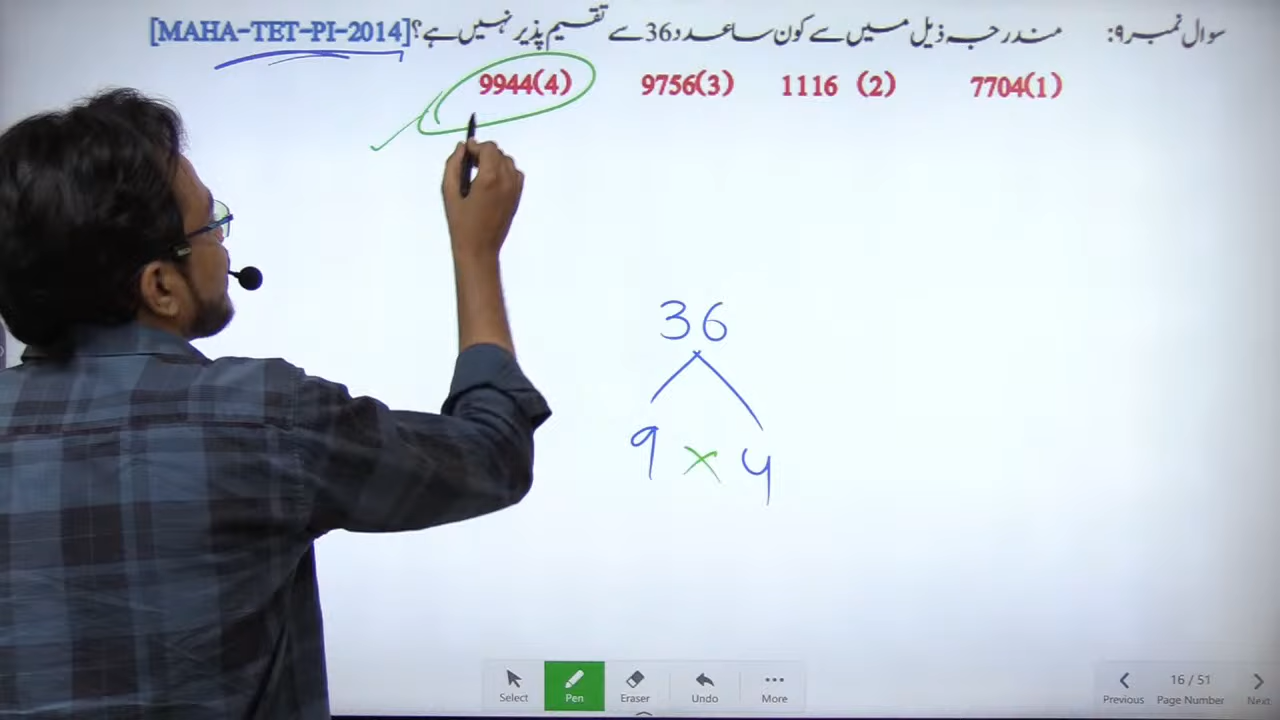 سوال نمبر ۹: مندرجہ ذیل میں سے کون سا عدد 36 سے تقسیم پذیر نہیں ہے؟ [MAHA-TET-PI-2014]
7704(1) 1116 (2) 9756(3) 9944(4)
36
9 × 4
Select Pen Eraser Undo More
Previous 16 / 51 Page Number Next